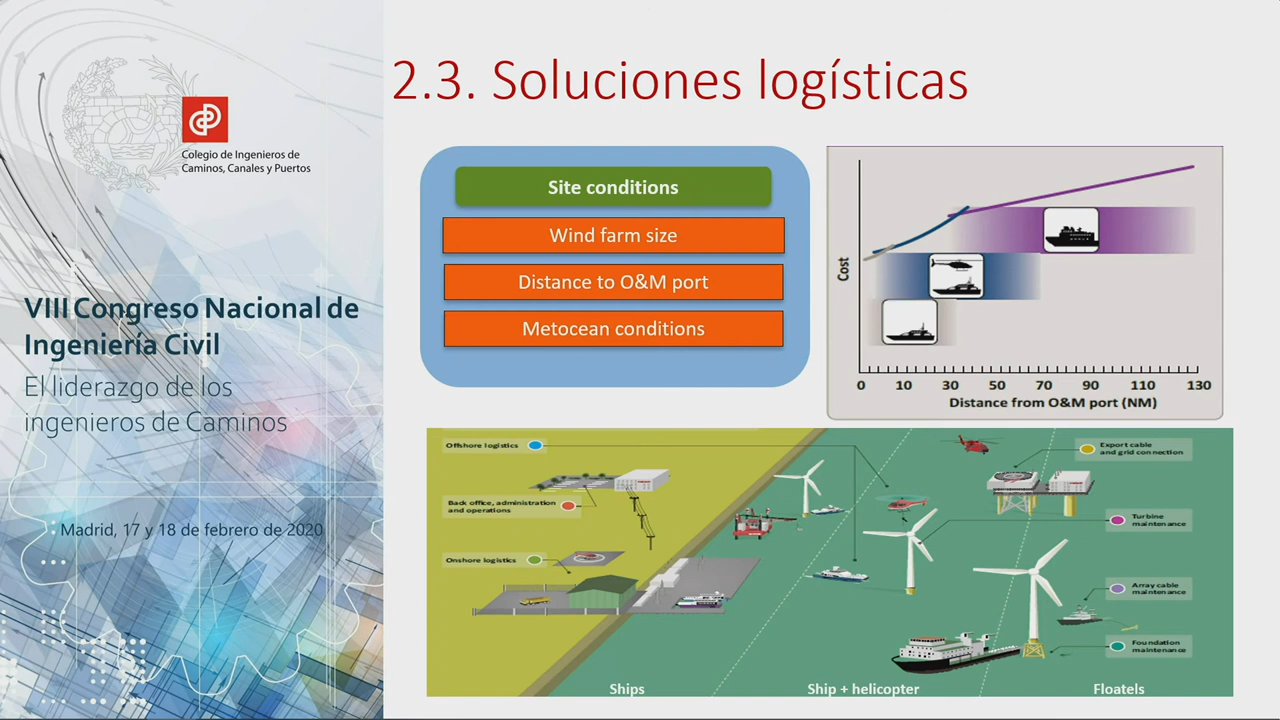 Colegio de Ingenieros de
Caminos, Canales y Puertos
VIII Congreso Nacional de
Ingeniería Civil
El liderazgo de los
ingenieros de Caminos
Madrid, 17 y 18 de febrero de 2020
2.3. Soluciones logísticas
Site conditions
Wind farm size
Distance to O&M port
Metocean conditions
Cost
0 10 30 50 70 90 110 130
Distance from O&M port (NM)
Offshore logistics
Back office, administration
and operations
Onshore logistics
Export cable
and grid connection
Turbine
maintenance
Array cable
maintenance
Foundation
maintenance
Ships
Ship + helicopter
Floatels